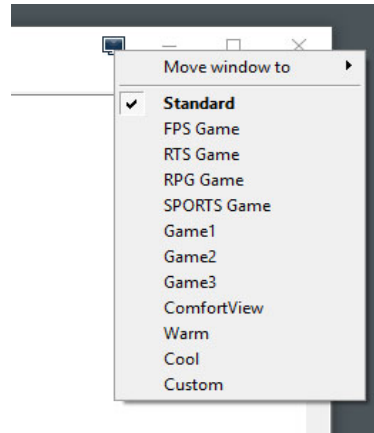 Move window to
Standard
FPS Game
RTS Game
RPG Game
SPORTS Game
Game1
Game2
Game3
ComfortView
Warm
Cool
Custom